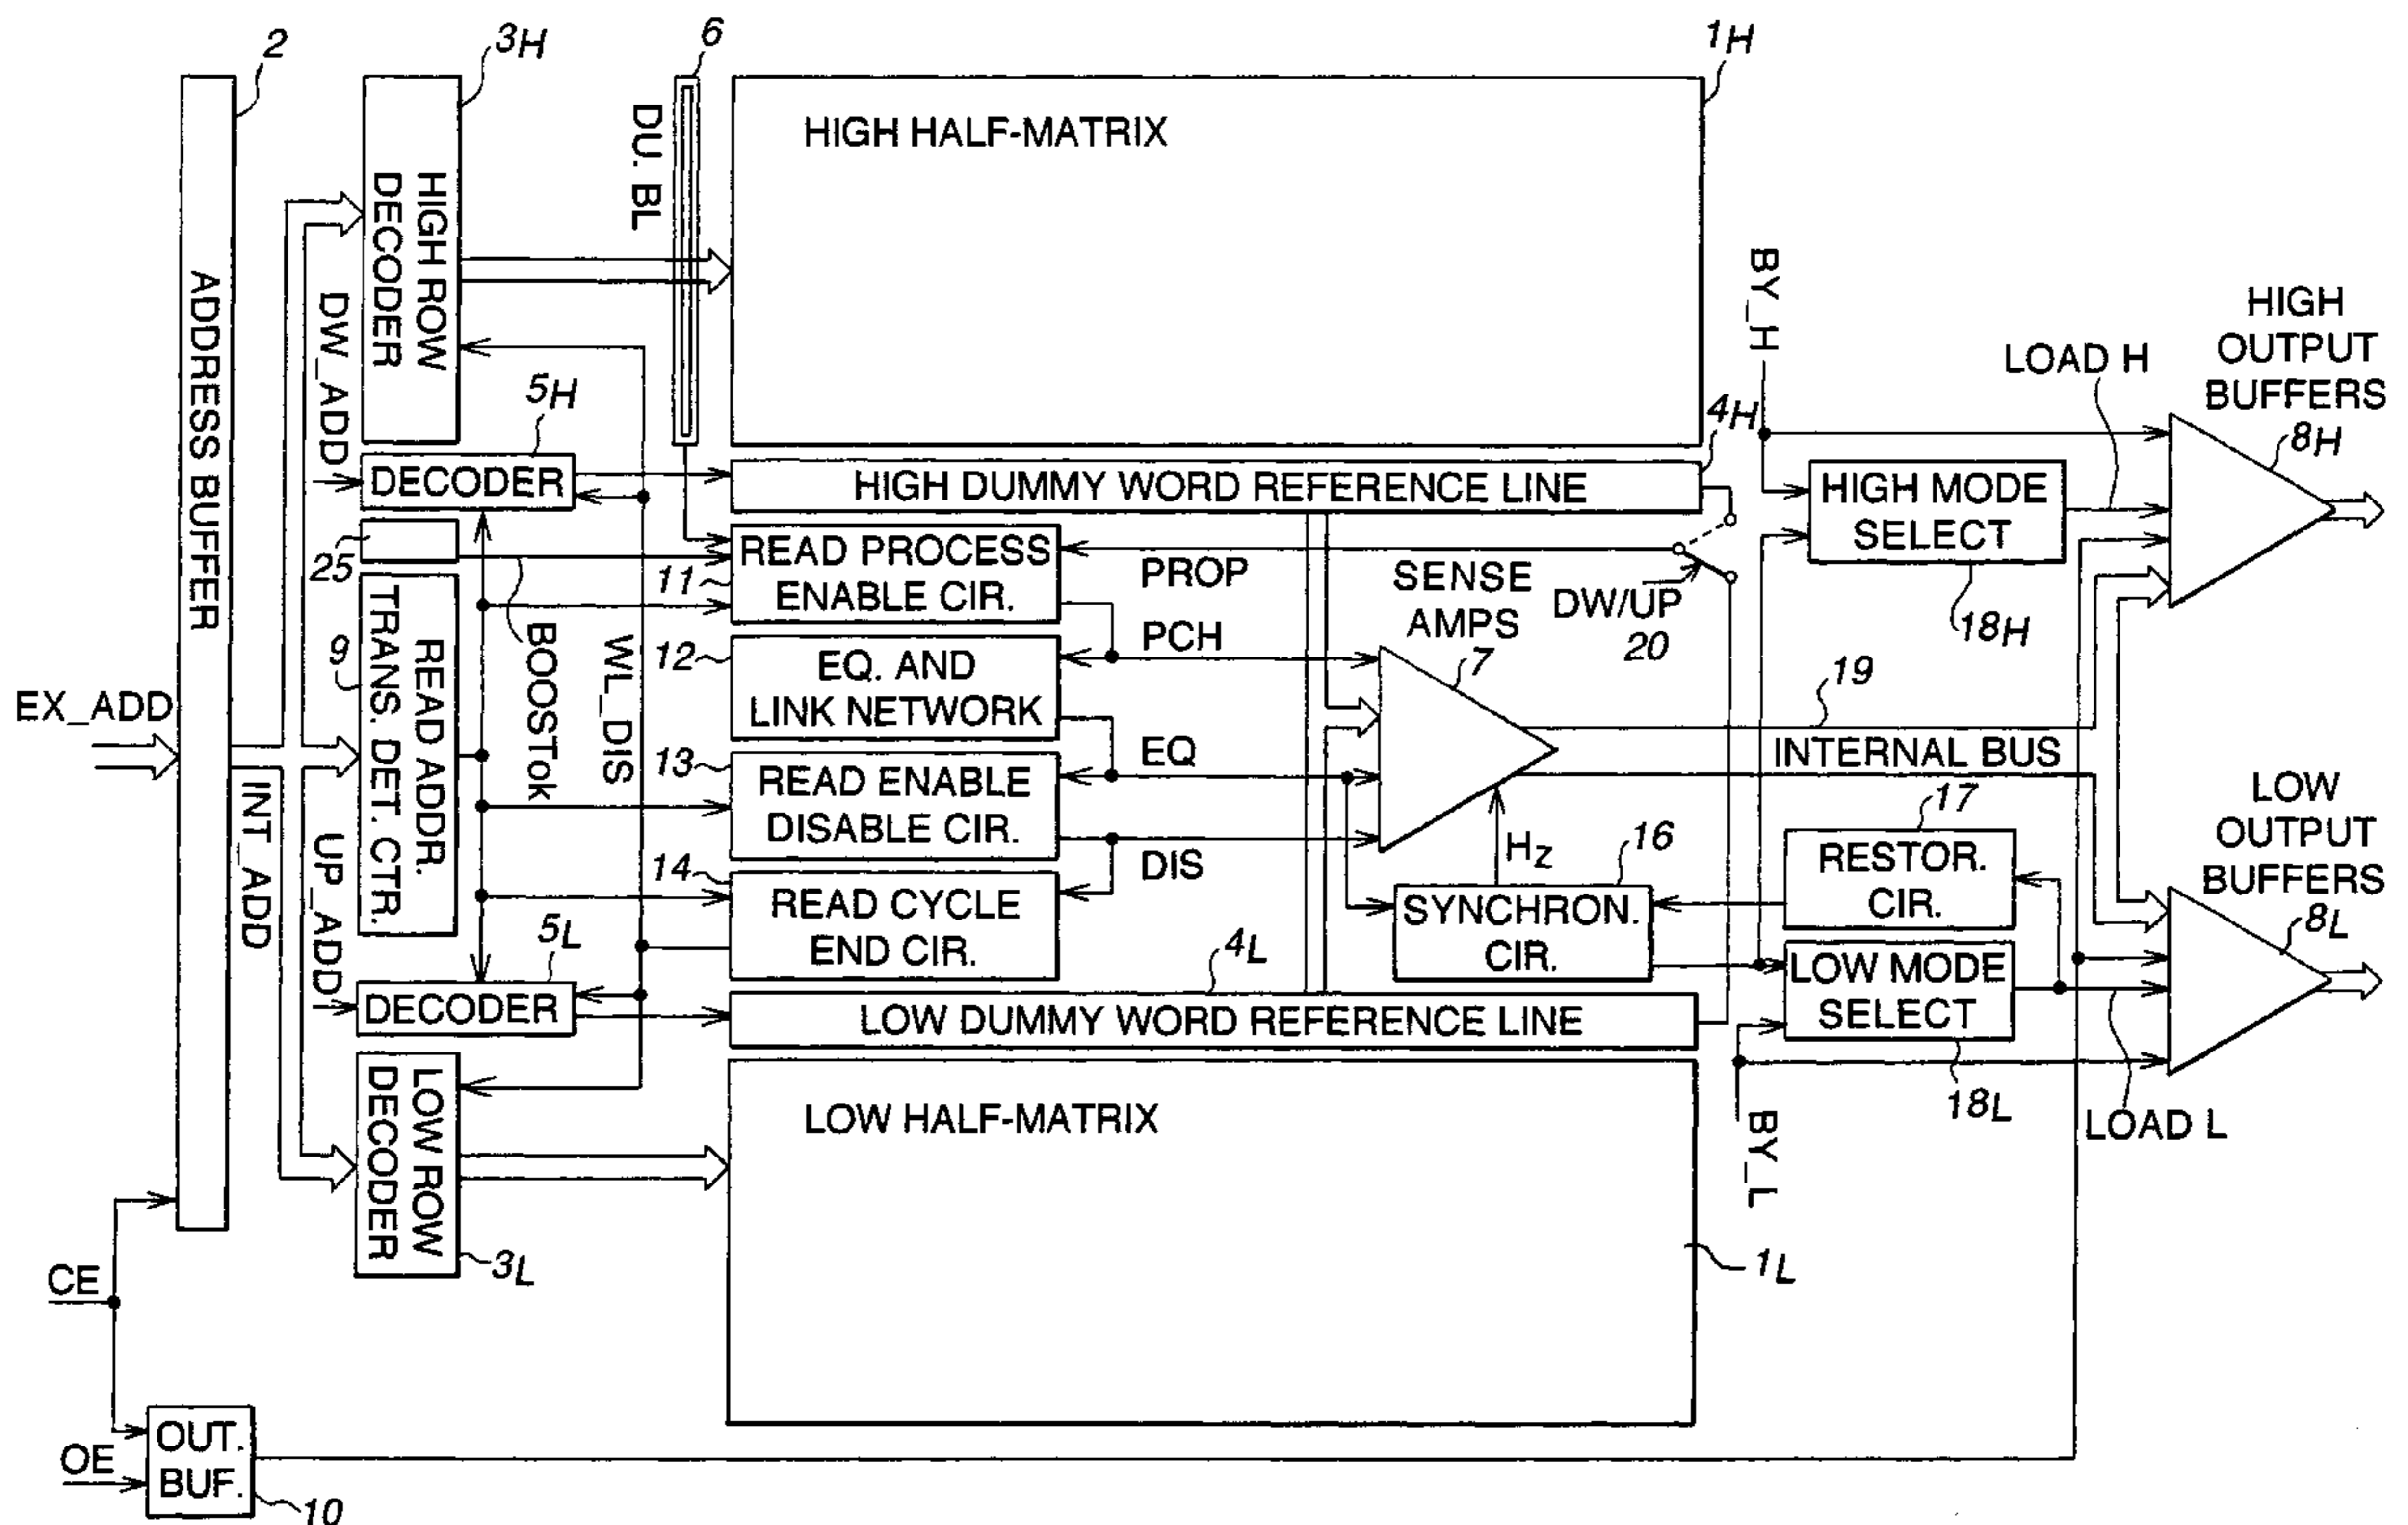 2
3H
6
1H
HIGH HALF-MATRIX
DU. BL
HIGH ROW
DECODER
ADDRESS BUFFER
DW_ADD
BY_H
HIGH
OUTPUT
BUFFERS
LOAD H
8H
5H
4H
DECODER
HIGH DUMMY WORD REFERENCE LINE
HIGH MODE
SELECT
18H
25
READ PROCESS
ENABLE CIR.
11
PROP
SENSE
AMPS
DW/UP
20
9
READ ADDR.
TRANS. DET. CTR.
BOOSTok
WL_DIS
12
EQ. AND
LINK NETWORK
PCH
7
19
EX_ADD
INTERNAL BUS
INT_ADD
UP_ADD
13
READ ENABLE
DISABLE CIR.
EQ
DIS
Hz
16
17
LOW
OUTPUT
BUFFERS
8L
RESTOR.
CIR.
14
READ CYCLE
END CIR.
SYNCHRON.
CIR.
LOW MODE
SELECT
18L
5L
4L
DECODER
LOW DUMMY WORD REFERENCE LINE
LOW ROW
DECODER
LOW HALF-MATRIX
BY_L
LOAD L
3L
1L
CE
OE
OUT.
BUF.
10